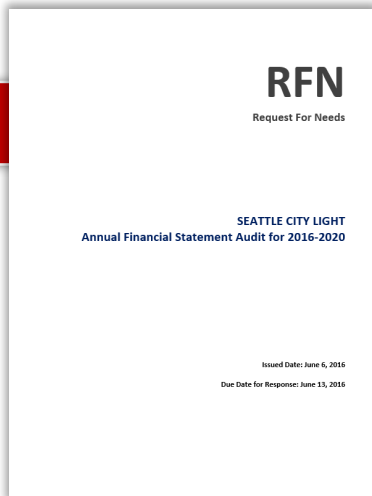 RFN
Request For Needs
SEATTLE CITY LIGHT
Annual Financial Statement Audit for 2016-2020
Issued Date: June 6, 2016
Due Date for Response: June 13, 2016